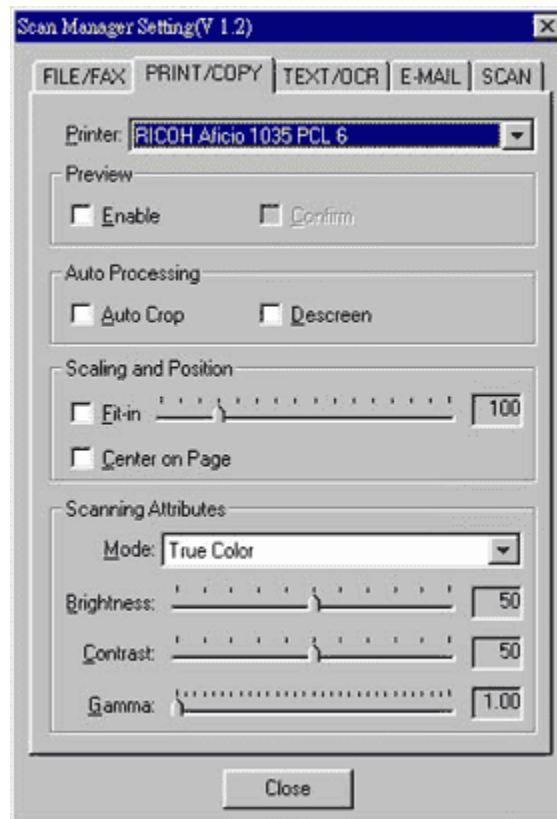 Scan Manager Setting(V 1.2)
FILE/FAX PRINT/COPY TEXT/OCR E-MAIL SCAN
Printer: RICOH Aficio 1035 PCL 6
Preview
Enable Confirm
Auto Processing
Auto Crop Descreen
Scaling and Position
Fit-in 100
Center on Page
Scanning Attributes
Mode: True Color
Brightness: 50
Contrast: 50
Gamma: 1.00
Close